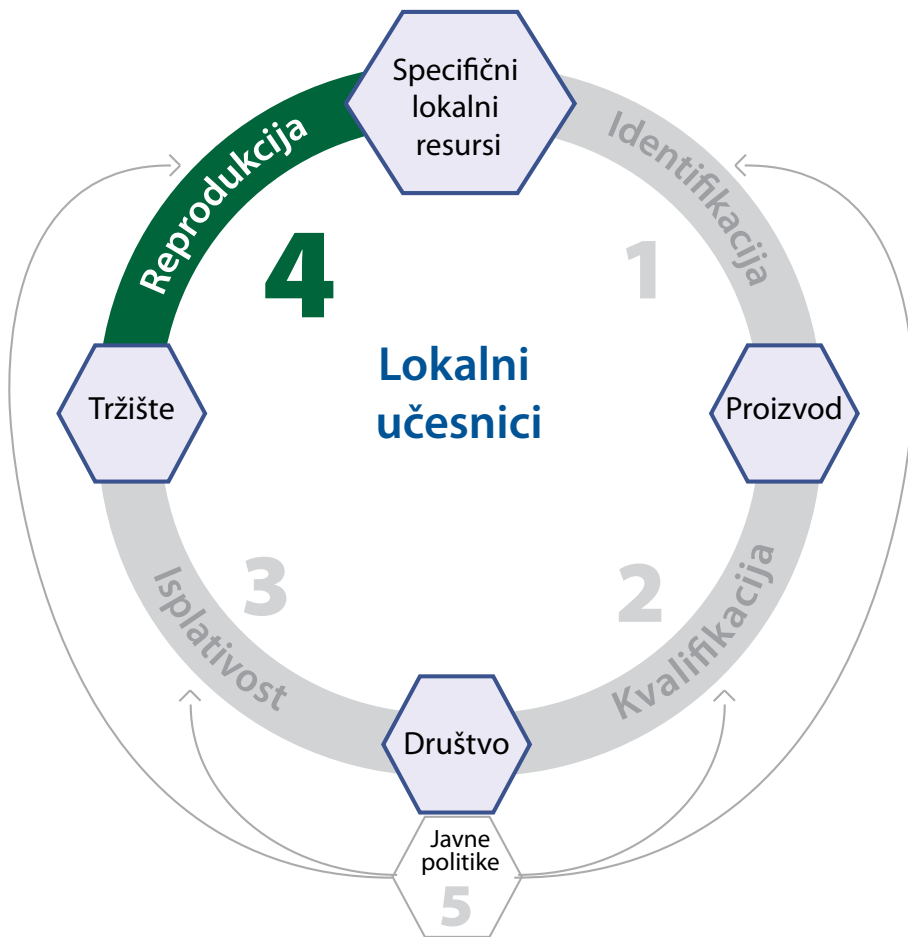 Specifični
lokalni
resursi
Reprodukcija
Identifikacija
4
1
Lokalni
učesnici
Tržište
Proizvod
3
2
Isplativost
Kvalifikacija
Društvo
Javne
politike
5